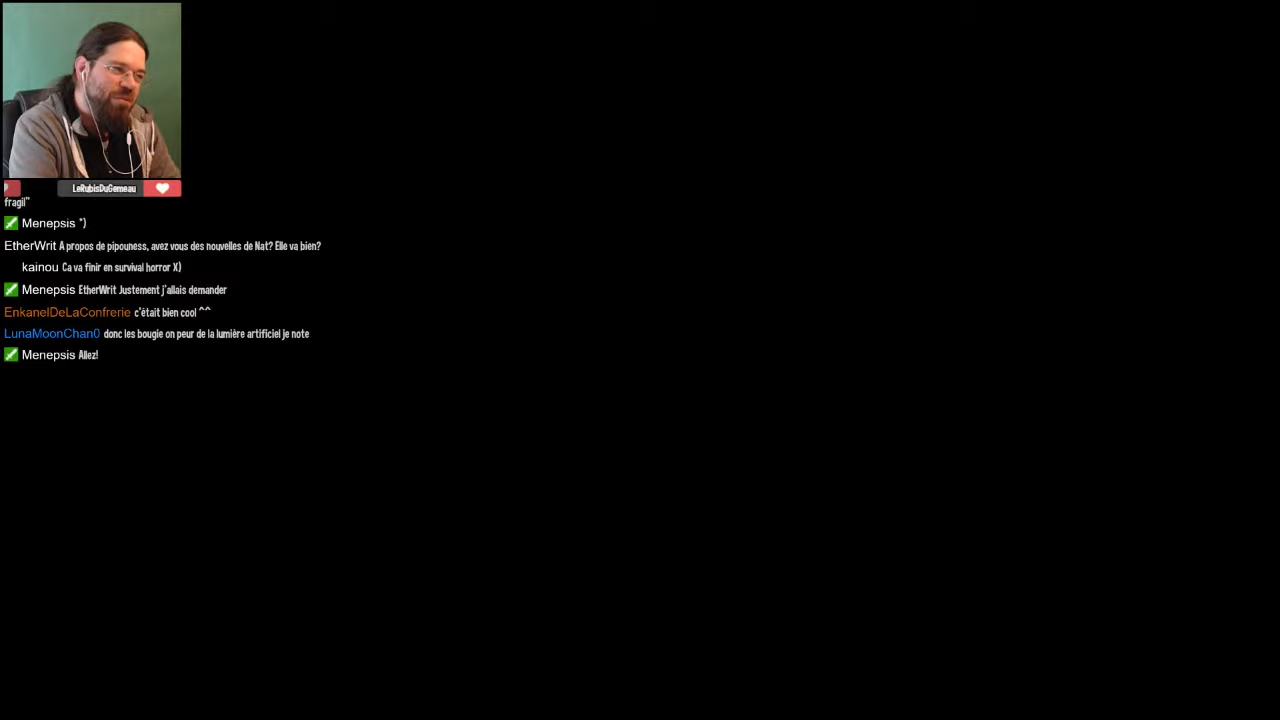 LeRubisDuGemeau
fragil"
Menepsis ")
EtherWrit A propos de pipouness, avez vous des nouvelles de Nat? Elle va bien?
kainou Ca va finir en survival horror X)
Menepsis EtherWrit Justement j'allais demander
EnkanelDeLaConfrerie c'était bien cool ^^
LunaMoonChan0 donc les bougie on peur de la lumière artificiel je note
Menepsis Allez!